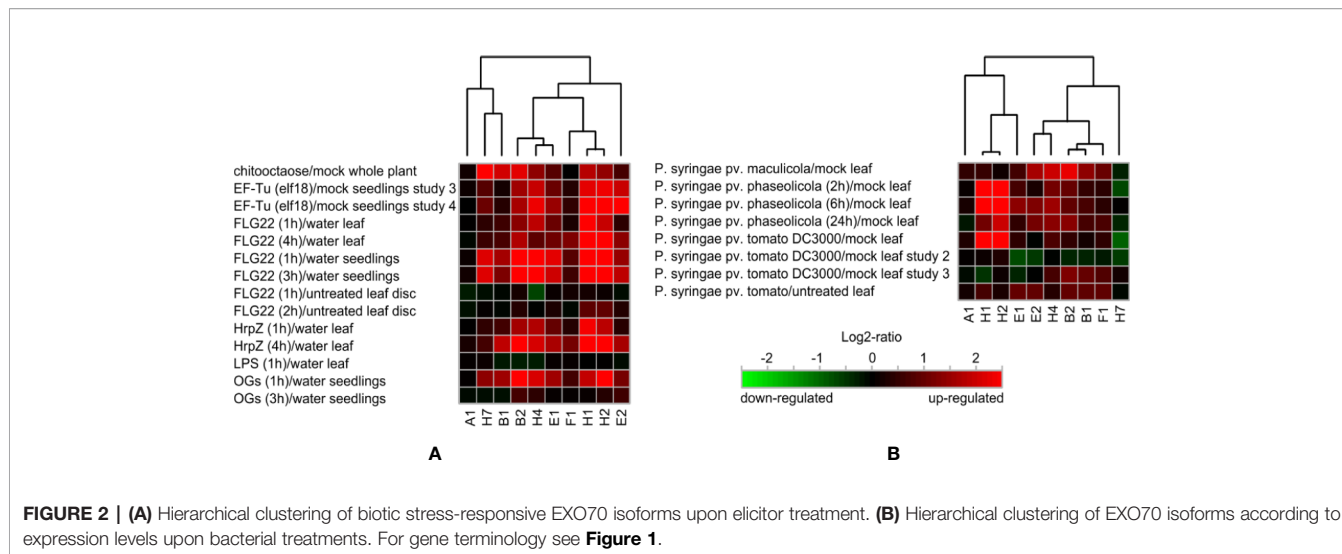 chitooctaose/mock whole plant
EF-Tu (elf18)/mock seedlings study 3
EF-Tu (elf18)/mock seedlings study 4
FLG22 (1h)/water leaf
FLG22 (4h)/water leaf
FLG22 (1h)/water seedlings
FLG22 (3h)/water seedlings
FLG22 (1h)/untreated leaf disc
FLG22 (2h)/untreated leaf disc
HrpZ (1h)/water leaf
HrpZ (4h)/water leaf
LPS (1h)/water leaf
OGs (1h)/water seedlings
OGs (3h)/water seedlings
A1 H7 B1 B2 H4 E1 F1 H1 H2 E2
A
P. syringae pv. maculicola/mock leaf
P. syringae pv. phaseolicola (2h)/mock leaf
P. syringae pv. phaseolicola (6h)/mock leaf
P. syringae pv. phaseolicola (24h)/mock leaf
P. syringae pv. tomato DC3000/mock leaf
P. syringae pv. tomato DC3000/mock leaf study 2
P. syringae pv. tomato DC3000/mock leaf study 3
P. syringae pv. tomato/untreated leaf
A1 H1 H2 E1 E2 H4 B2 B1 F1 H7
Log2-ratio
-2 -1 0 1 2
down-regulated up-regulated
B
FIGURE 2 | (A) Hierarchical clustering of biotic stress-responsive EXO70 isoforms upon elicitor treatment. (B) Hierarchical clustering of EXO70 isoforms according to
expression levels upon bacterial treatments. For gene terminology see Figure 1.